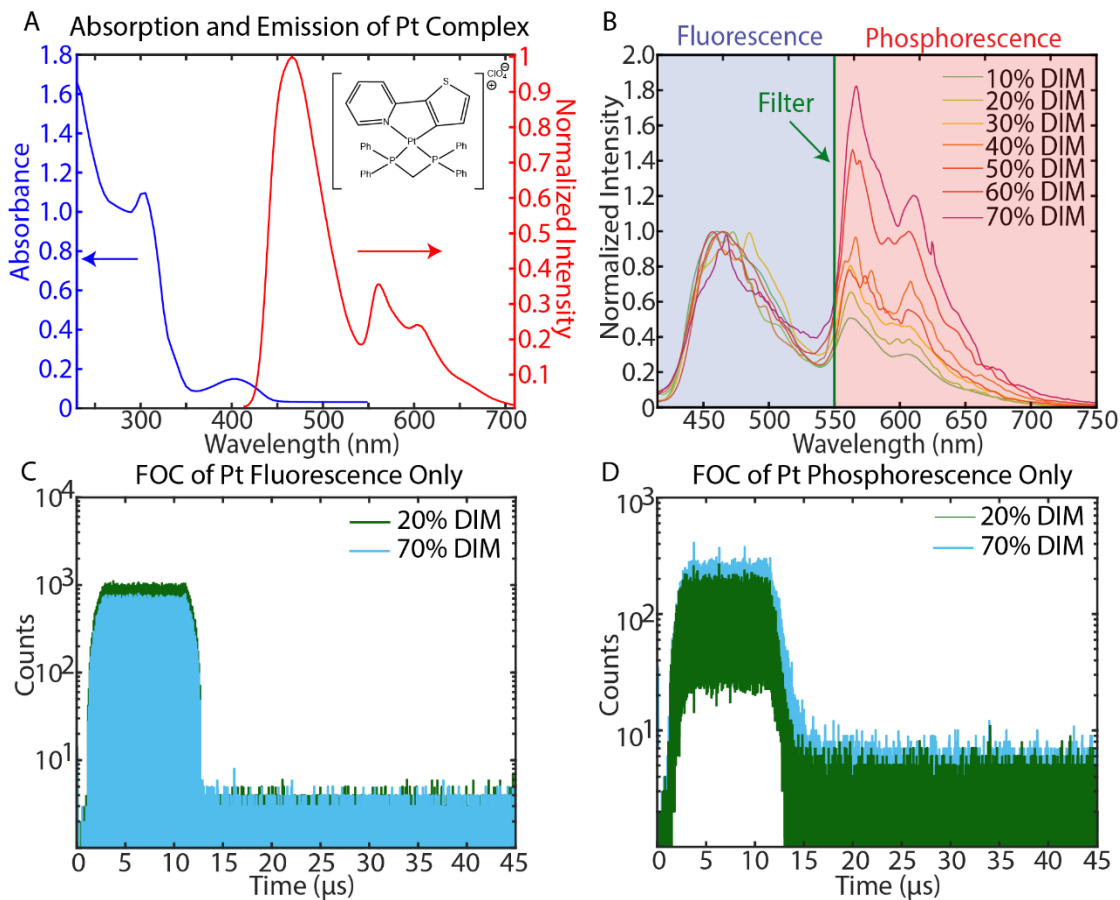 A Absorption and Emission of Pt Complex
1.8
1.6
1.4
1.2
1.0
0.8
0.6
0.4
0.2
0
Absorbance
300
400
500
600
700
Wavelength (nm)
1
0.9
0.8
0.7
0.6
0.5
0.4
0.3
0.2
0.1
Normalized Intensity
ClO4⊖
⊕
S
N
Pt
Ph
Ph
P
P
Ph
Ph
B
Fluorescence
Phosphorescence
Filter
10% DIM
20% DIM
30% DIM
40% DIM
50% DIM
60% DIM
70% DIM
2.0
1.8
1.6
1.4
1.2
1.0
0.8
0.6
0.4
0.2
0
Normalized Intensity
450
500
550
600
650
700
750
Wavelength (nm)
C FOC of Pt Fluorescence Only
20% DIM
70% DIM
10^4
10^3
10^2
10^1
Counts
0 5 10 15 20 25 30 35 40 45
Time (μs)
D FOC of Pt Phosphorescence Only
20% DIM
70% DIM
10^3
10^2
10^1
Counts
0 5 10 15 20 25 30 35 40 45
Time (μs)